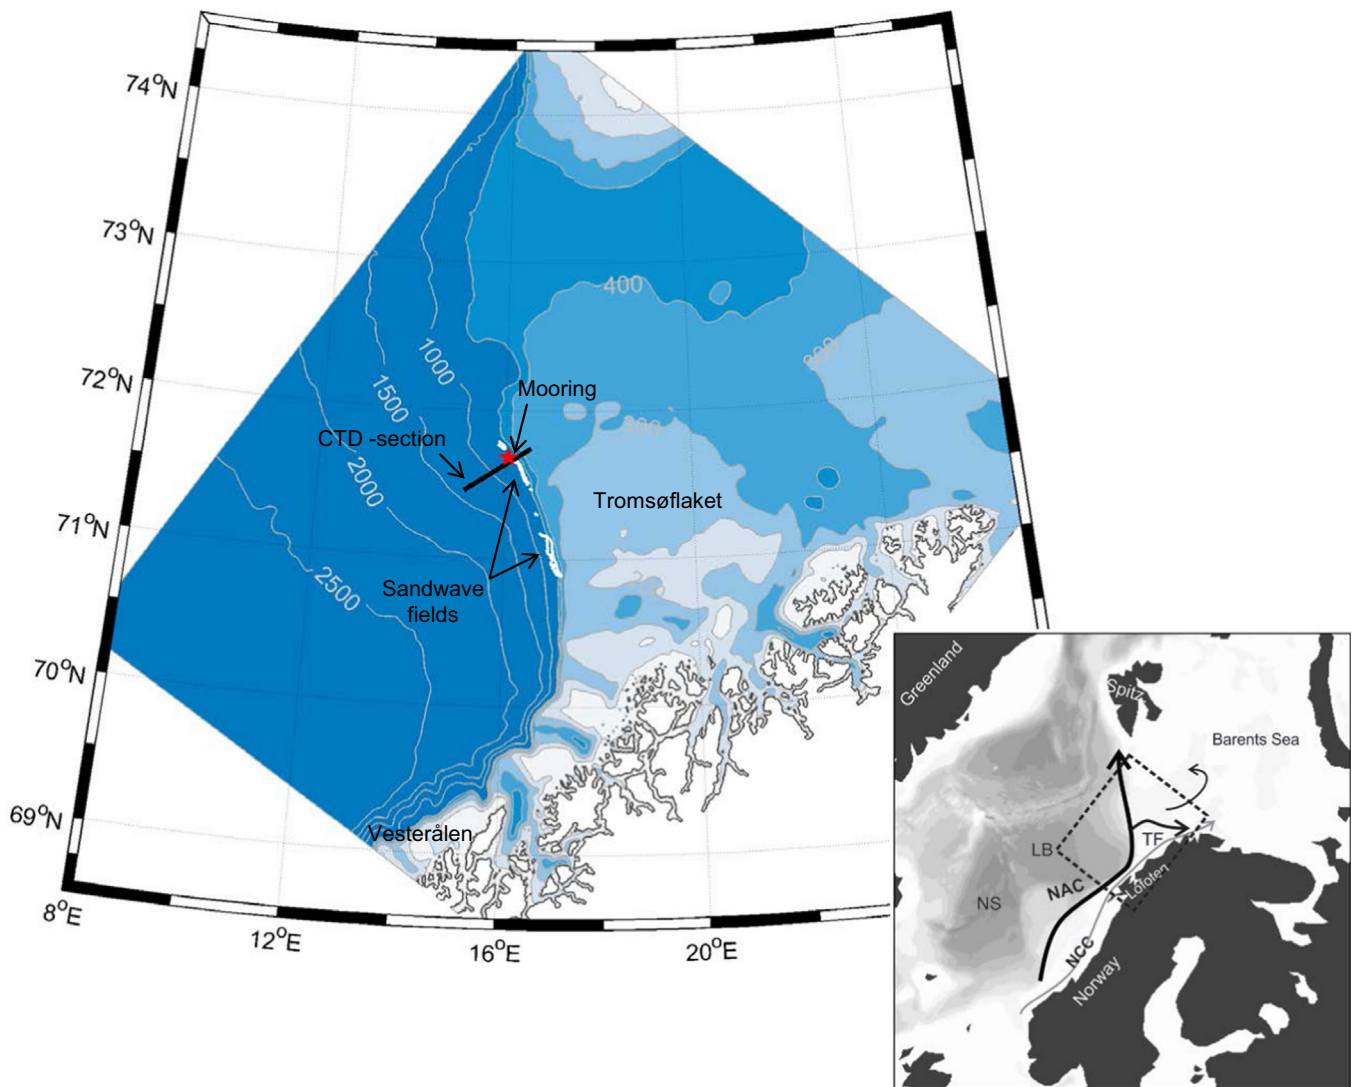 74°N
73°N
400
72°N
1000
Mooring
1500
CTD -section
300
2000
Tromsøflaket
71°N
2500
Sandwave
fields
70°N
69°N
Vesterålen
8°E
12°E
16°E
20°E
Greenland
Spitz
Barents Sea
LB
TF
NAC
Lofoten
NS
NCC
Norway